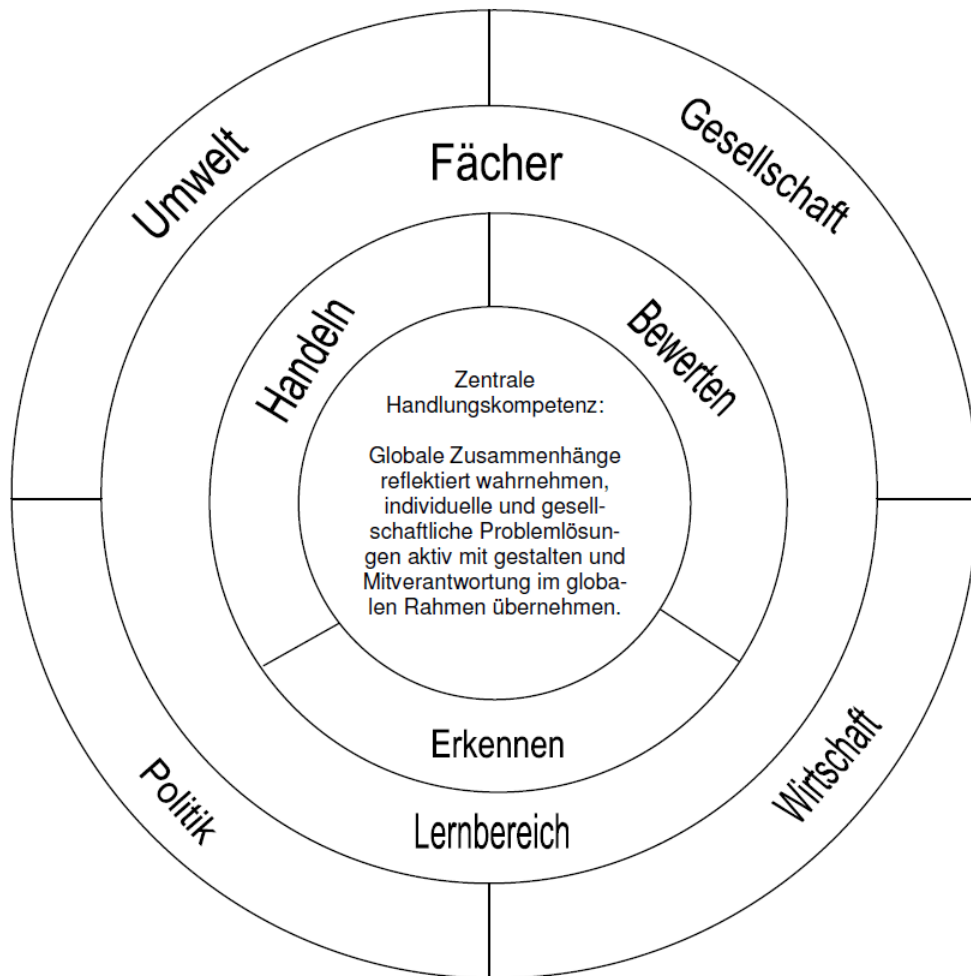 Umwelt
Gesellschaft
Fächer
Handeln
Bewerten
Zentrale
Handlungskompetenz:
Globale Zusammenhänge
reflektiert wahrnehmen,
individuelle und gesell-
schaftliche Problemlösun-
gen aktiv mit gestalten und
Mitverantwortung im globa-
len Rahmen übernehmen.
Erkennen
Lernbereich
Politik
Wirtschaft